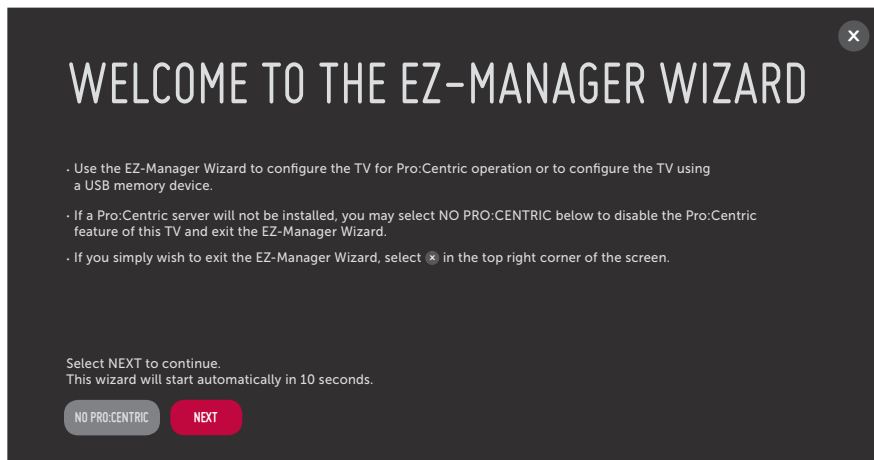 x
WELCOME TO THE EZ-MANAGER WIZARD
· Use the EZ-Manager Wizard to configure the TV for Pro:Centric operation or to configure the TV using
a USB memory device.
· If a Pro:Centric server will not be installed, you may select NO PRO:CENTRIC below to disable the Pro:Centric
feature of this TV and exit the EZ-Manager Wizard.
· If you simply wish to exit the EZ-Manager Wizard, select x in the top right corner of the screen.
Select NEXT to continue.
This wizard will start automatically in 10 seconds.
NO PRO:CENTRIC NEXT